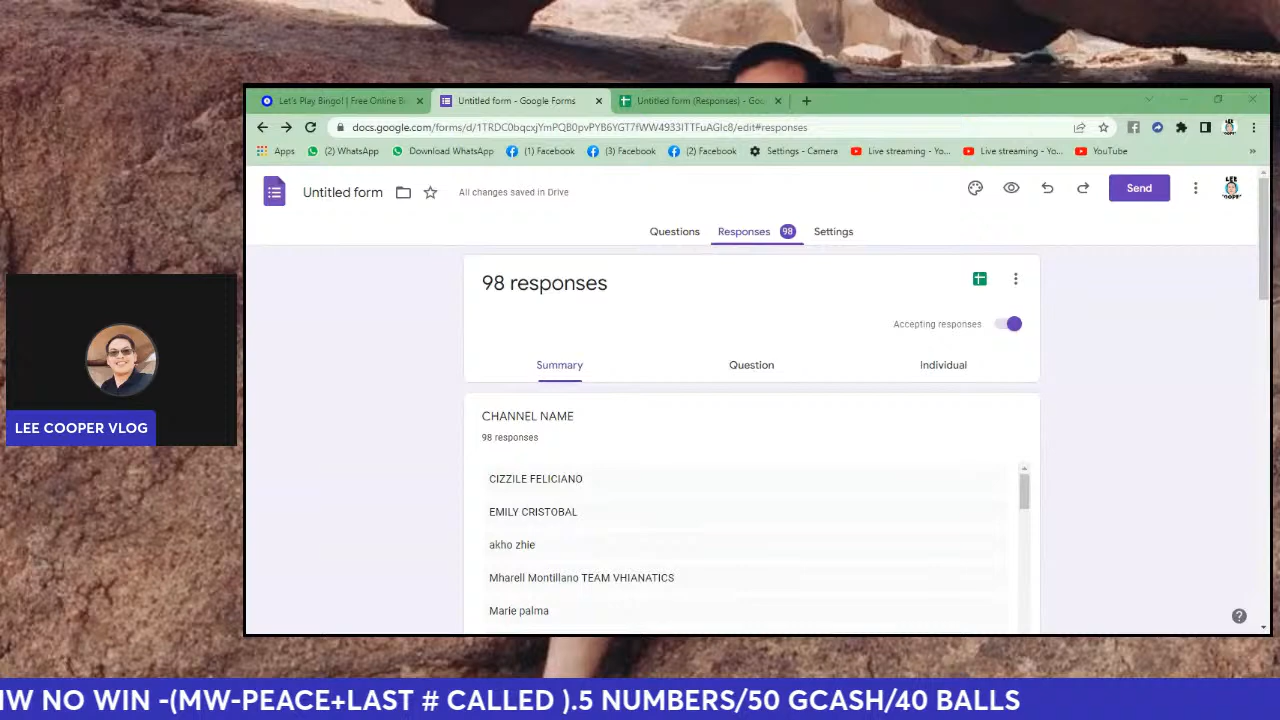 Let's Play Bingo! | Free Online B
Untitled form - Google Forms
Untitled form (Responses) - Goo
docs.google.com/forms/d/1TRDC0bqcxjYmPQB0pvPYB6YGT7fWW4933ITTFuAGlc8/edit#responses
Apps
(2) WhatsApp
Download WhatsApp
(1) Facebook
(3) Facebook
(2) Facebook
Settings - Camera
Live streaming - Yo...
Live streaming - Yo...
YouTube
Untitled form
All changes saved in Drive
Send
Questions
Responses 98
Settings
98 responses
Accepting responses
Summary
Question
Individual
CHANNEL NAME
98 responses
CIZZILE FELICIANO
EMILY CRISTOBAL
akho zhie
Mharell Montillano TEAM VHIANATICS
Marie palma
LEE COOPER VLOG
NO WIN -(MW-PEACE+LAST # CALLED ).5 NUMBERS/50 GCASH/40 BALLS